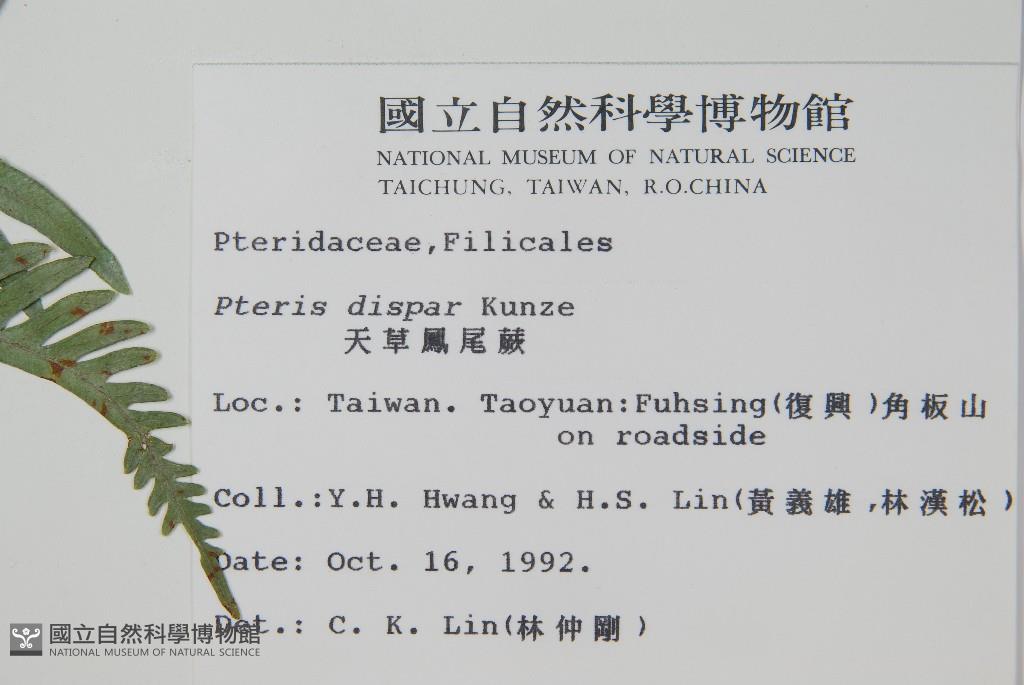 國立自然科學博物館
NATIONAL MUSEUM OF NATURAL SCIENCE
TAICHUNG, TAIWAN, R.O.CHINA
Pteridaceae,Filicales
Pteris dispar Kunze
天草鳳尾蕨
Loc.: Taiwan. Taoyuan:Fuhsing(復興)角板山
on roadside
Coll.:Y.H. Hwang & H.S. Lin(黃義雄,林漢松)
Date: Oct. 16, 1992.
Det.: C. K. Lin(林仲剛)
國立自然科學博物館
NATIONAL MUSEUM OF NATURAL SCIENCE